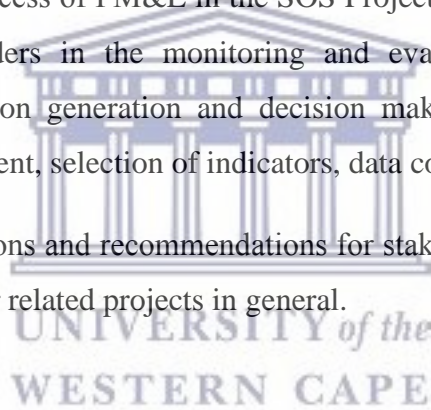 cess of PM&E in the SOS Project
ders in the monitoring and eva
on generation and decision mak
ent, selection of indicators, data co
ons and recommendations for stak
r related projects in general.
UNIVERSITY of the
WESTERN CAPE